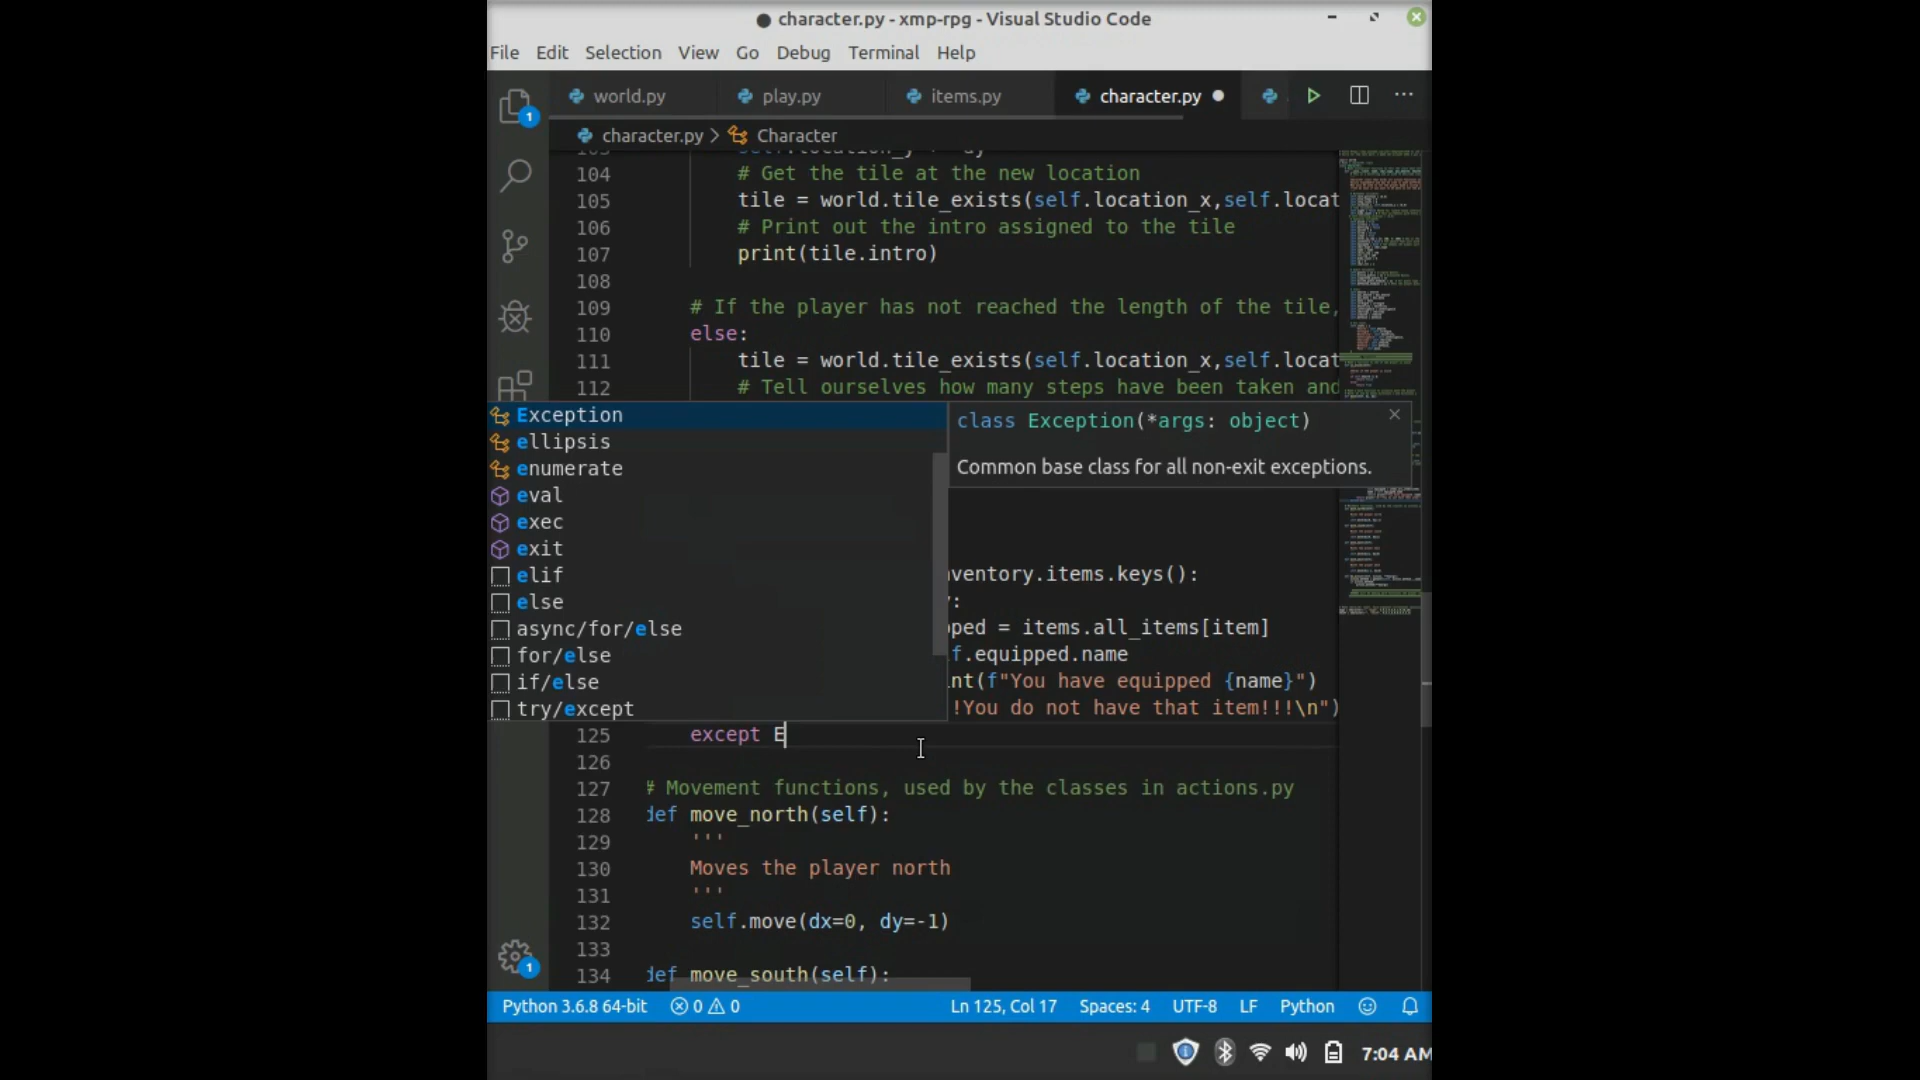 character.py - xmp-rpg - Visual Studio Code
File Edit Selection View Go Debug Terminal Help
world.py play.py items.py character.py
character.py > Character
104 # Get the tile at the new location
105 tile = world.tile_exists(self.location_x,self.locat
106 # Print out the intro assigned to the tile
107 print(tile.intro)
108
109 # If the player has not reached the length of the tile,
110 else:
111 tile = world.tile_exists(self.location_x,self.locat
112 # Tell ourselves how many steps have been taken and
Exception
class Exception(*args: object)
ellipsis
enumerate
Common base class for all non-exit exceptions.
eval
exec
exit
elif
nventory.items.keys():
else
:
async/for/else
pped = items.all_items[item]
for/else
f.equipped.name
if/else
nt(f"You have equipped {name}")
try/except
!You do not have that item!!!\n")
125 except E
126
127 # Movement functions, used by the classes in actions.py
128 def move_north(self):
129 '''
130 Moves the player north
131 '''
132 self.move(dx=0, dy=-1)
133
134 def move_south(self):
Python 3.6.8 64-bit 0 0 Ln 125, Col 17 Spaces: 4 UTF-8 LF Python
7:04 AM